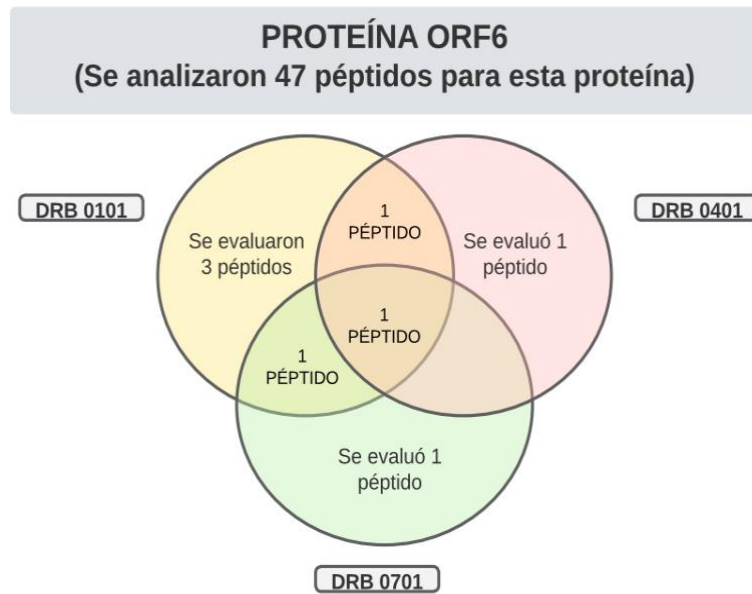 PROTEÍNA ORF6
(Se analizaron 47 péptidos para esta proteína)
DRB 0101
DRB 0401
1
PÉPTIDO
Se evaluaron
3 péptidos
Se evaluó 1
péptido
1
PÉPTIDO
1
PÉPTIDO
Se evaluó 1
péptido
DRB 0701